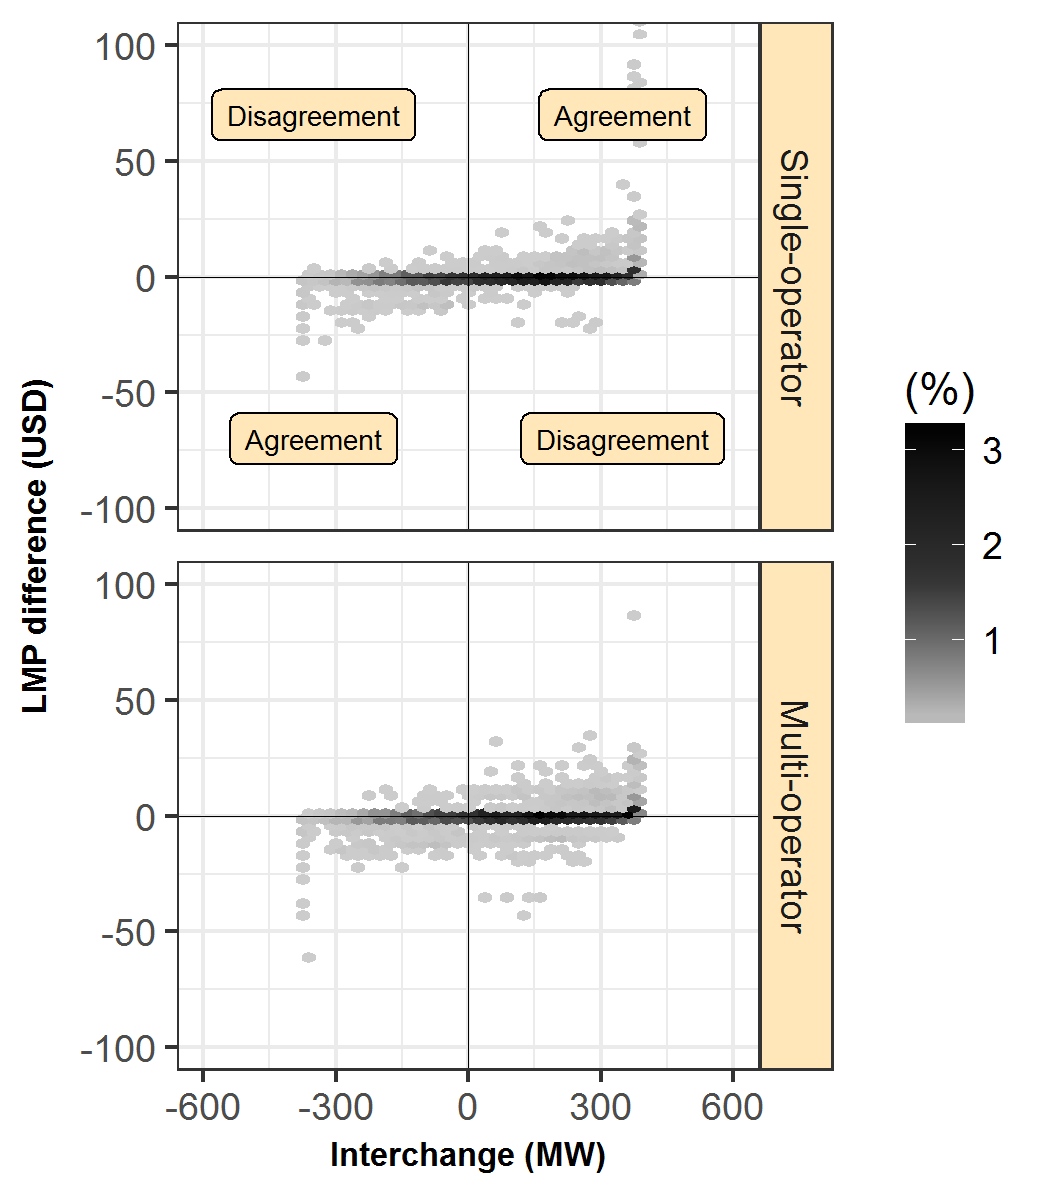 100
50
0
-50
-100
Disagreement
Agreement
Agreement
Disagreement
Single-operator
100
50
0
-50
-100
Multi-operator
-600
-300
0
300
600
Interchange (MW)
LMP difference (USD)
(%)
3
2
1